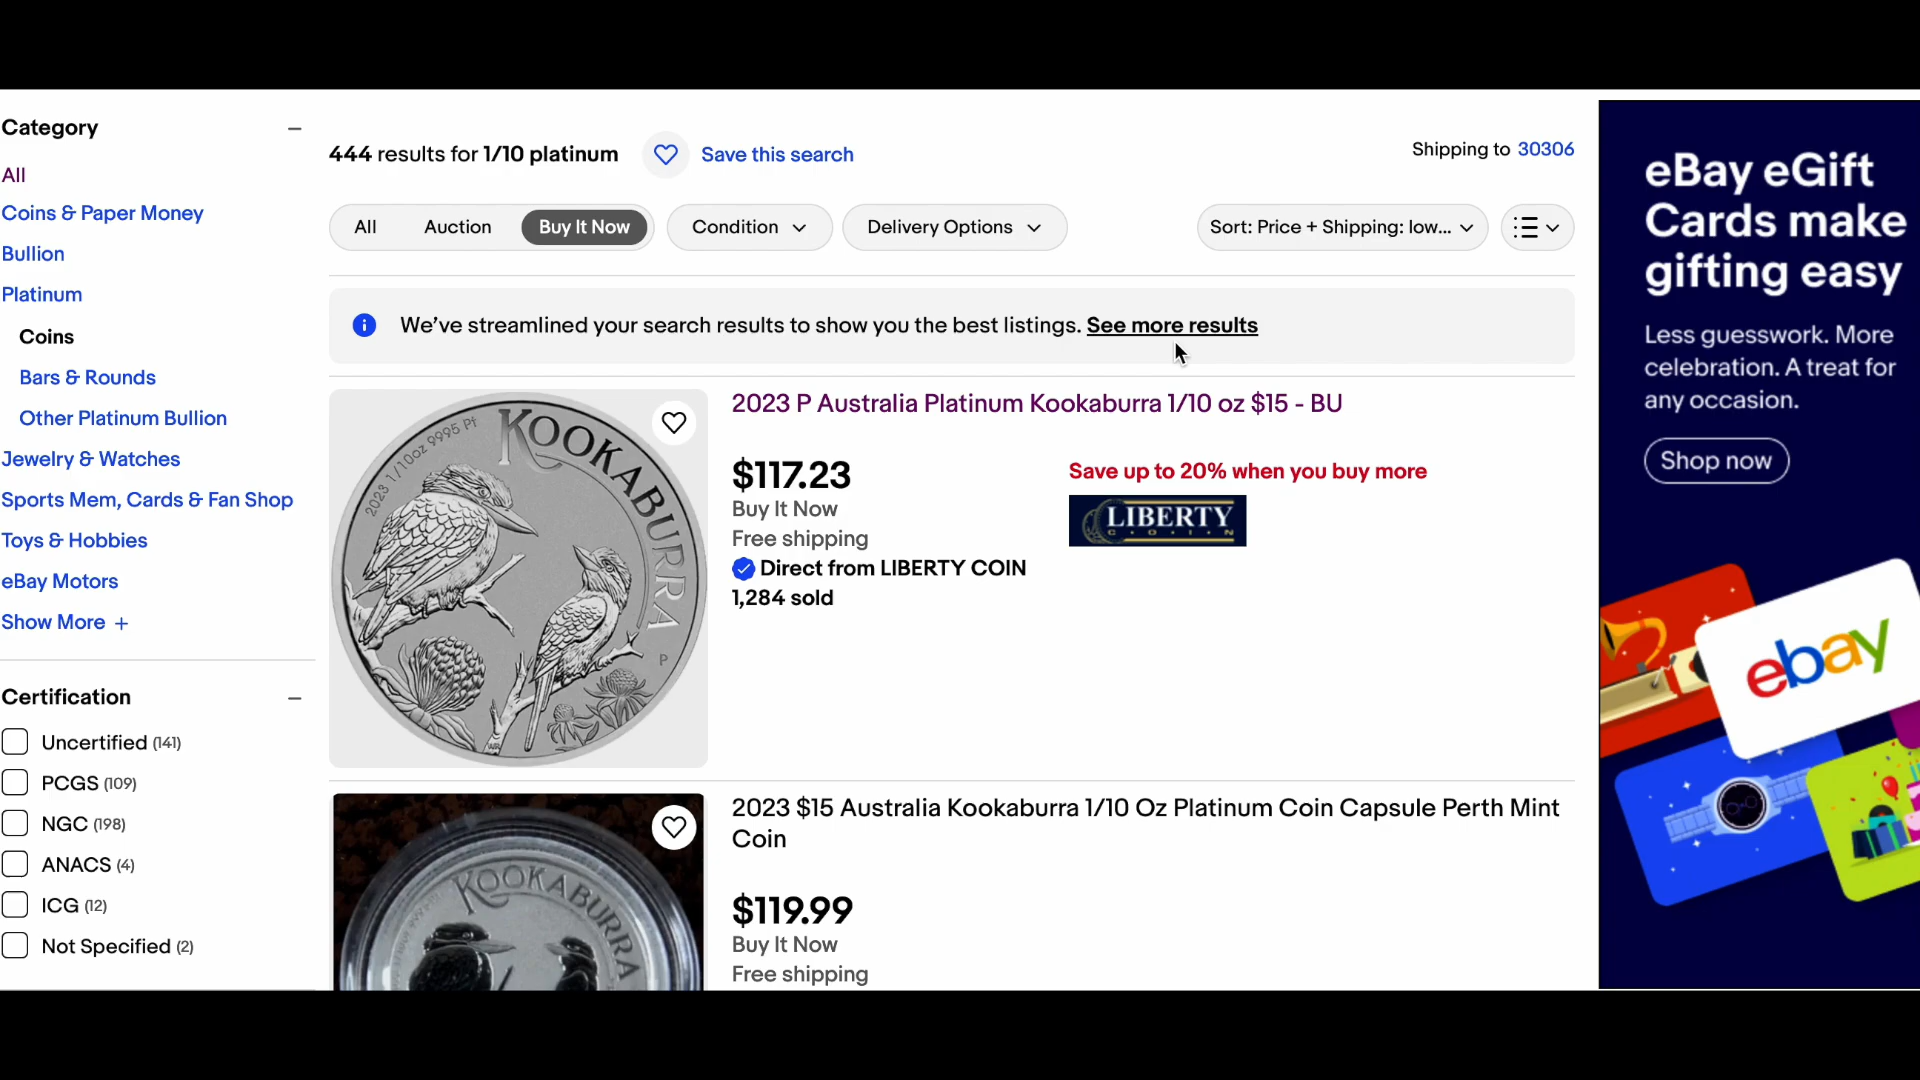 Category
All
Coins & Paper Money
Bullion
Platinum
Coins
Bars & Rounds
Other Platinum Bullion
Jewelry & Watches
Sports Mem, Cards & Fan Shop
Toys & Hobbies
eBay Motors
Show More +
Certification
Uncertified (141)
PCGS (109)
NGC (198)
ANACS (4)
ICG (12)
Not Specified (2)
444 results for 1/10 platinum
Save this search
Shipping to 30306
All
Auction
Buy It Now
Condition
Delivery Options
Sort: Price + Shipping: low...
We've streamlined your search results to show you the best listings. See more results
2023 1/10oz 9995 Pt
KOOKABURRA
P
2023 P Australia Platinum Kookaburra 1/10 oz $15 - BU
$117.23
Buy It Now
Free shipping
Direct from LIBERTY COIN
1,284 sold
Save up to 20% when you buy more
LIBERTY
C·O·I·N
KOOKABURRA
2023 $15 Australia Kookaburra 1/10 Oz Platinum Coin Capsule Perth Mint
Coin
$119.99
Buy It Now
Free shipping
eBay eGift
Cards make
gifting easy
Less guesswork. More
celebration. A treat for
any occasion.
Shop now
ebay